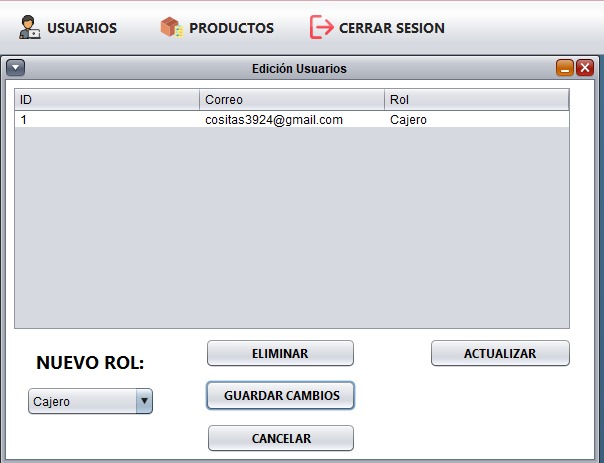 USUARIOS PRODUCTOS CERRAR SESION
Edición Usuarios
ID Correo Rol
1 cositas3924@gmail.com Cajero
NUEVO ROL:
Cajero
ELIMINAR
GUARDAR CAMBIOS
CANCELAR
ACTUALIZAR